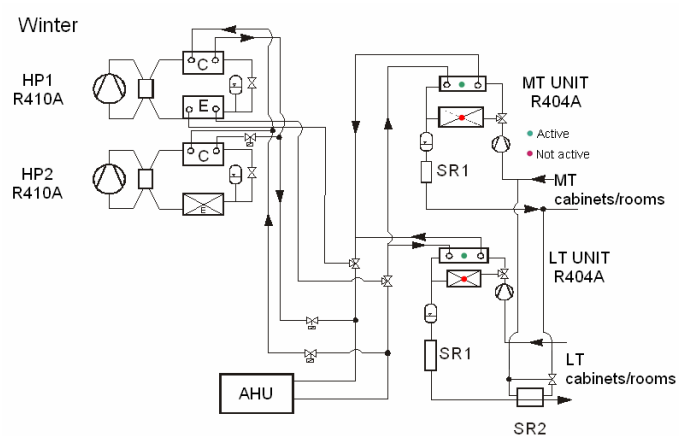 Winter
HP1
R410A
C
E
HP2
R410A
C
E
MT UNIT
R404A
Active
Not active
SR1
MT
cabinets/rooms
LT UNIT
R404A
SR1
LT
cabinets/rooms
AHU
SR2